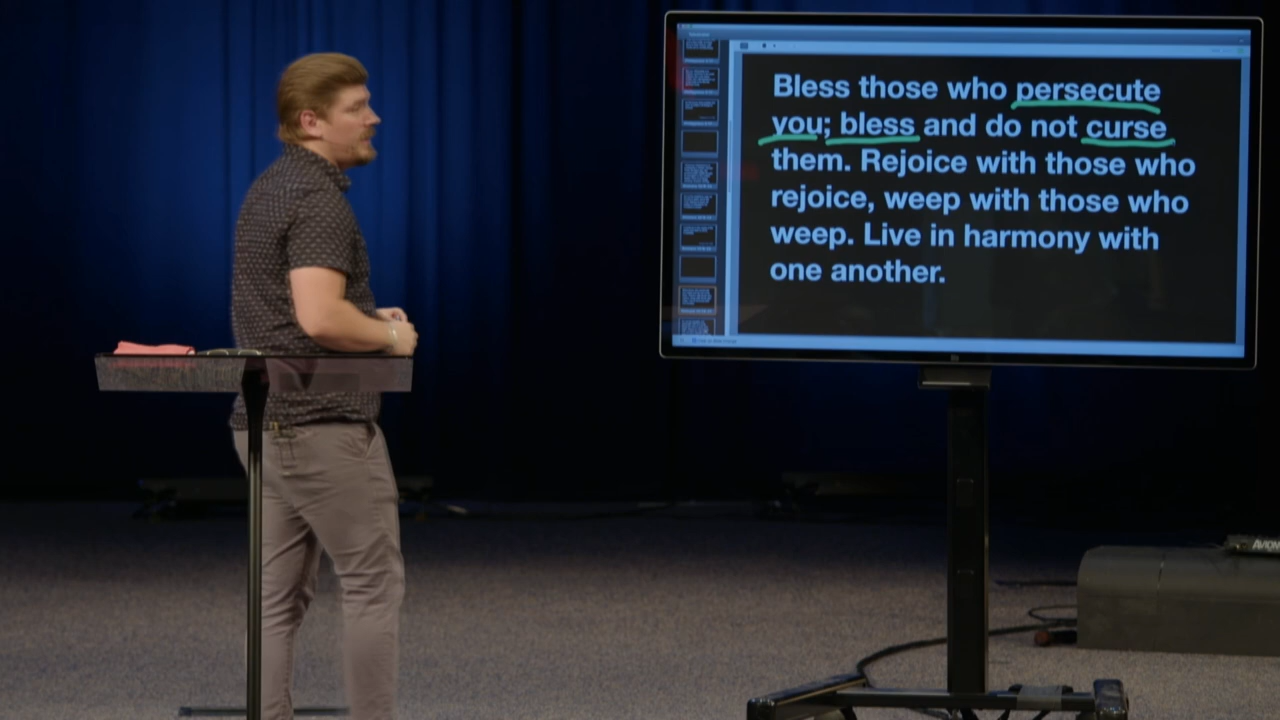 Bless those who persecute
you; bless and do not curse
them. Rejoice with those who
rejoice, weep with those who
weep. Live in harmony with
one another.